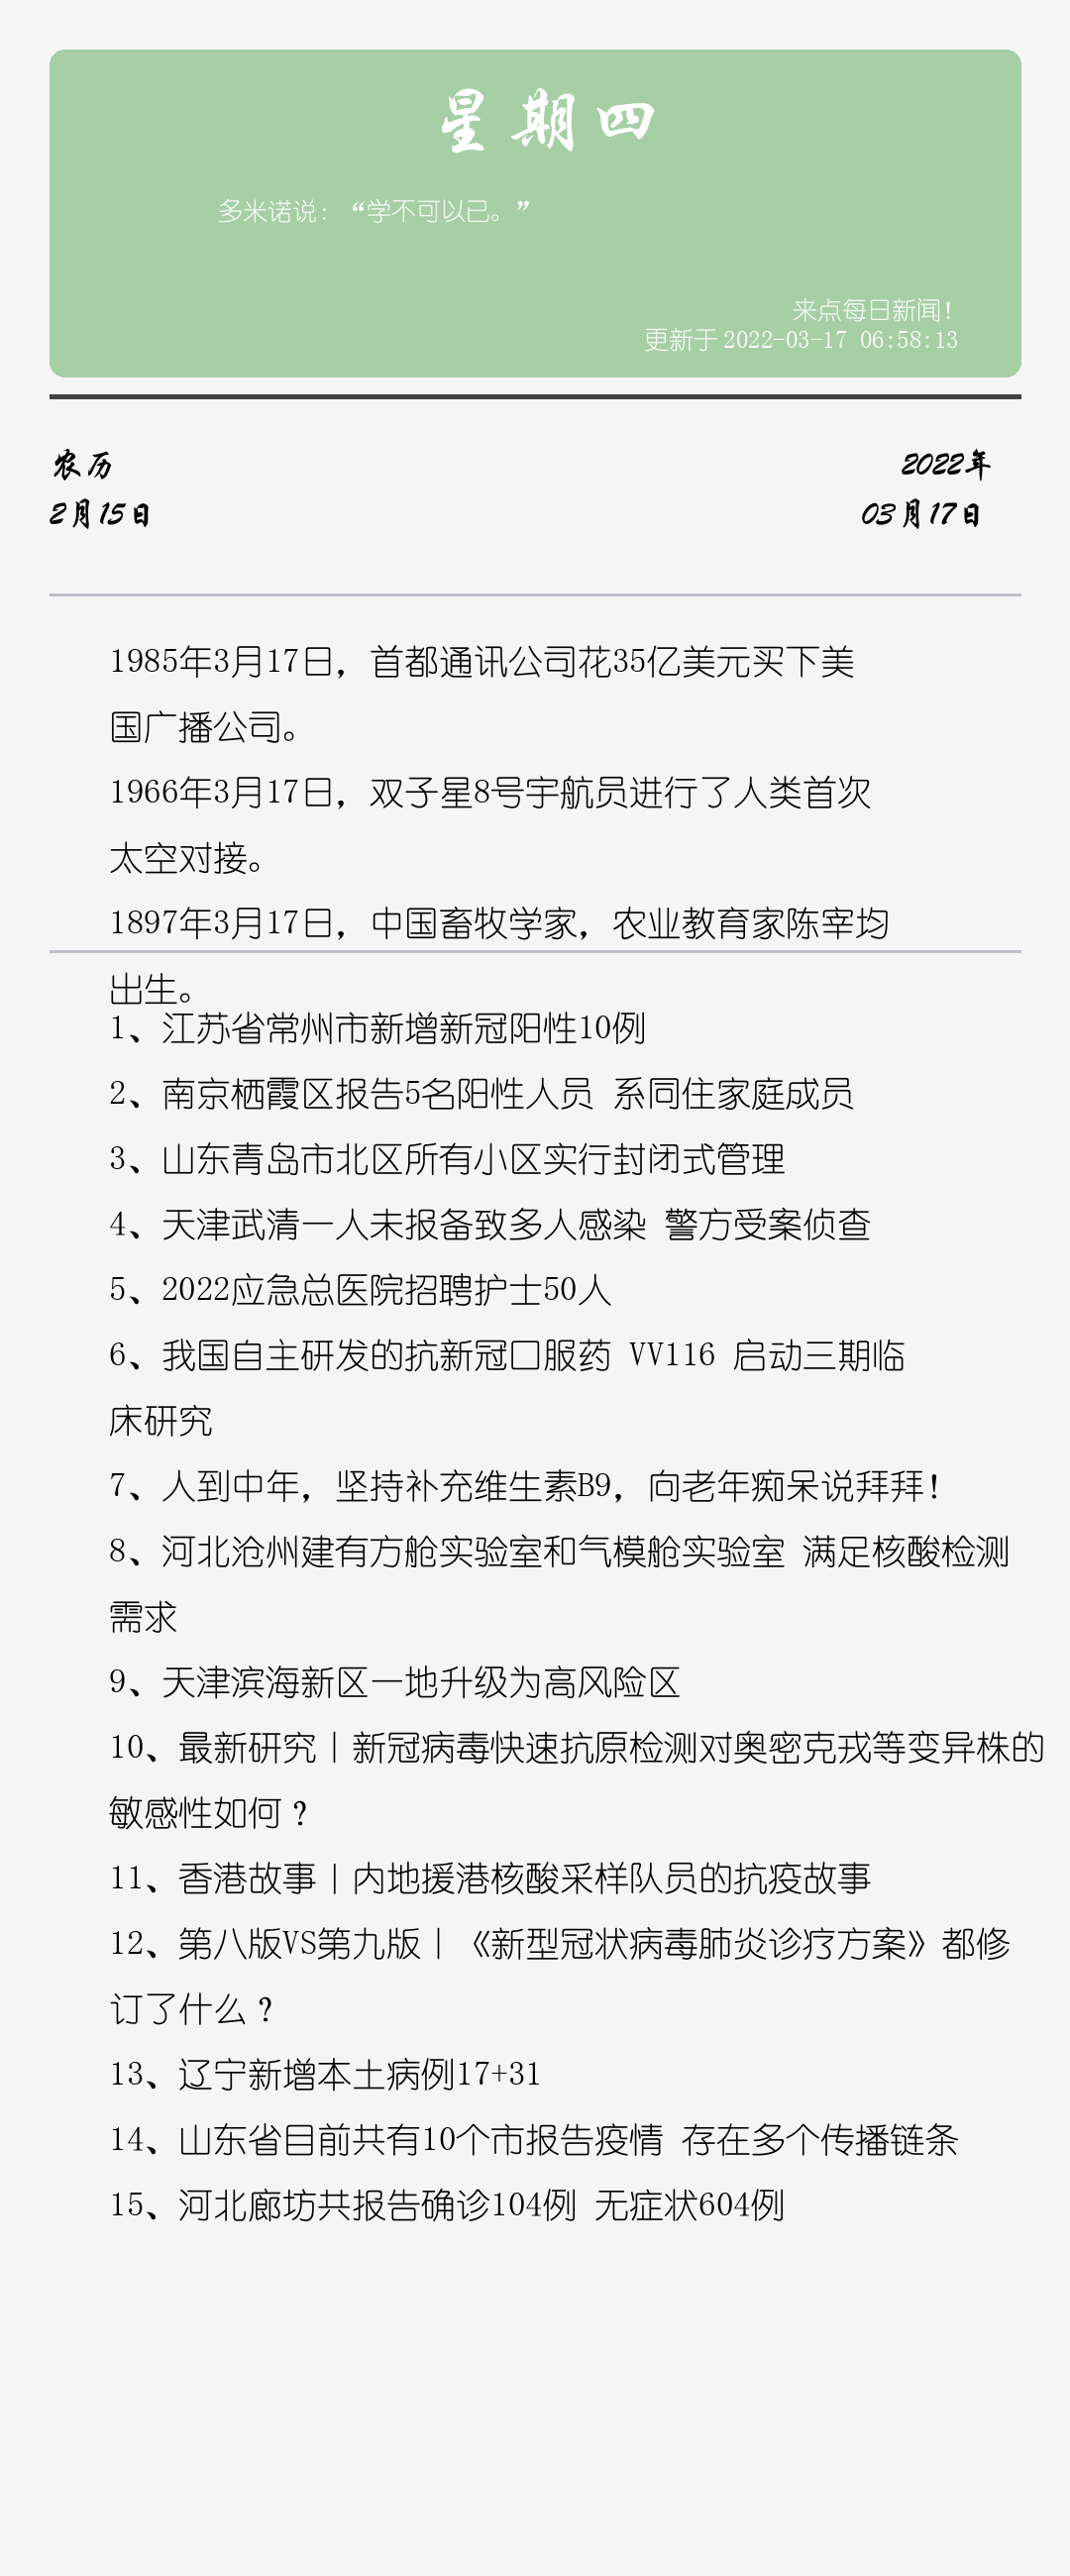 星期四
多米诺说：“学不可以已。”
来点每日新闻！
更新于 2022-03-17 06:58:13
农历
2022年
2月15日
03月17日
1985年3月17日，首都通讯公司花35亿美元买下美
国广播公司。
1966年3月17日，双子星8号宇航员进行了人类首次
太空对接。
1897年3月17日，中国畜牧学家，农业教育家陈宰均
出生。
1、江苏省常州市新增新冠阳性10例
2、南京栖霞区报告5名阳性人员 系同住家庭成员
3、山东青岛市北区所有小区实行封闭式管理
4、天津武清一人未报备致多人感染 警方受案侦查
5、2022应急总医院招聘护士50人
6、我国自主研发的抗新冠口服药 VV116 启动三期临
床研究
7、人到中年，坚持补充维生素B9，向老年痴呆说拜拜！
8、河北沧州建有方舱实验室和气模舱实验室 满足核酸检测
需求
9、天津滨海新区一地升级为高风险区
10、最新研究丨新冠病毒快速抗原检测对奥密克戎等变异株的
敏感性如何？
11、香港故事丨内地援港核酸采样队员的抗疫故事
12、第八版VS第九版丨《新型冠状病毒肺炎诊疗方案》都修
订了什么？
13、辽宁新增本土病例17+31
14、山东省目前共有10个市报告疫情 存在多个传播链条
15、河北廊坊共报告确诊104例 无症状604例